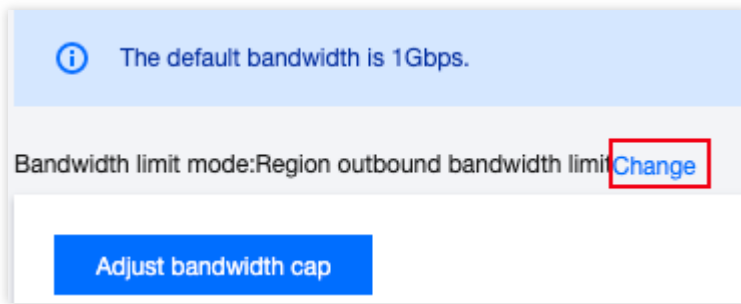 The default bandwidth is 1Gbps.
Bandwidth limit mode:Region outbound bandwidth limitChange
Adjust bandwidth cap